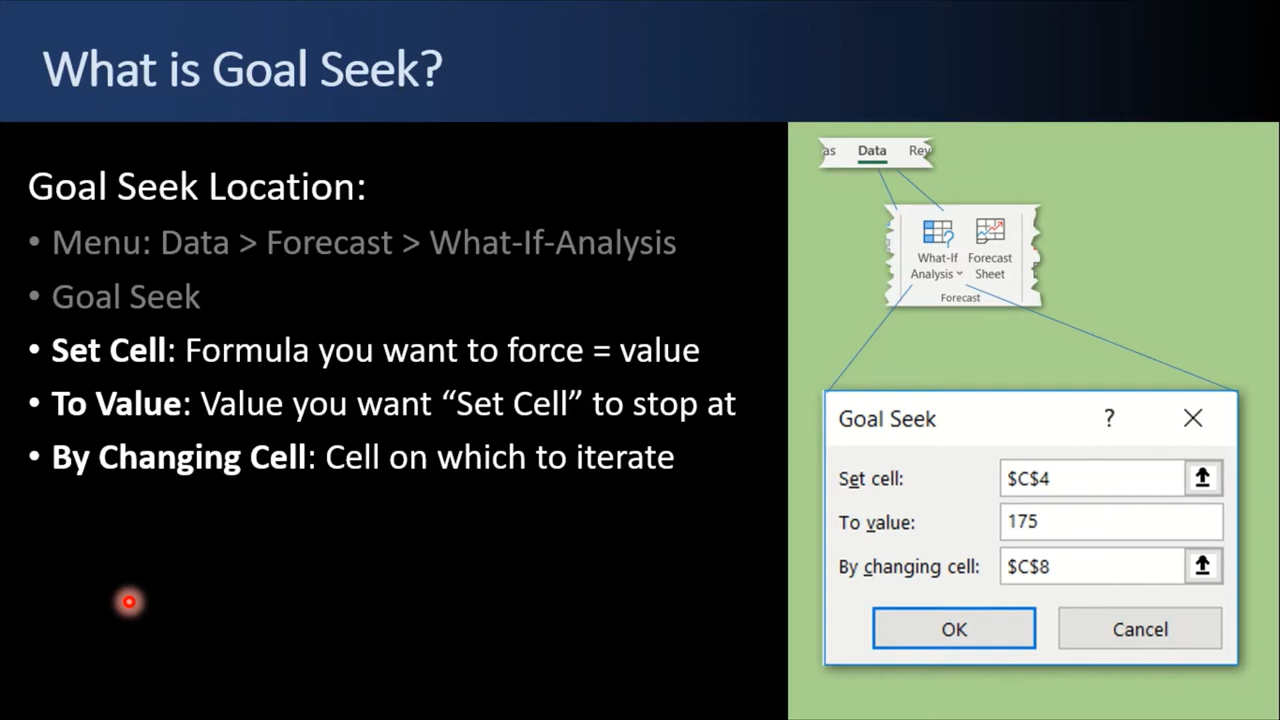 What is Goal Seek?
Goal Seek Location:
• Menu: Data > Forecast > What-If-Analysis
• Goal Seek
• Set Cell: Formula you want to force = value
• To Value: Value you want “Set Cell” to stop at
• By Changing Cell: Cell on which to iterate
as Data Rev
What-If Forecast
Analysis Sheet
Forecast
Goal Seek ?
Set cell: $C$4
To value: 175
By changing cell: $C$8
OK Cancel